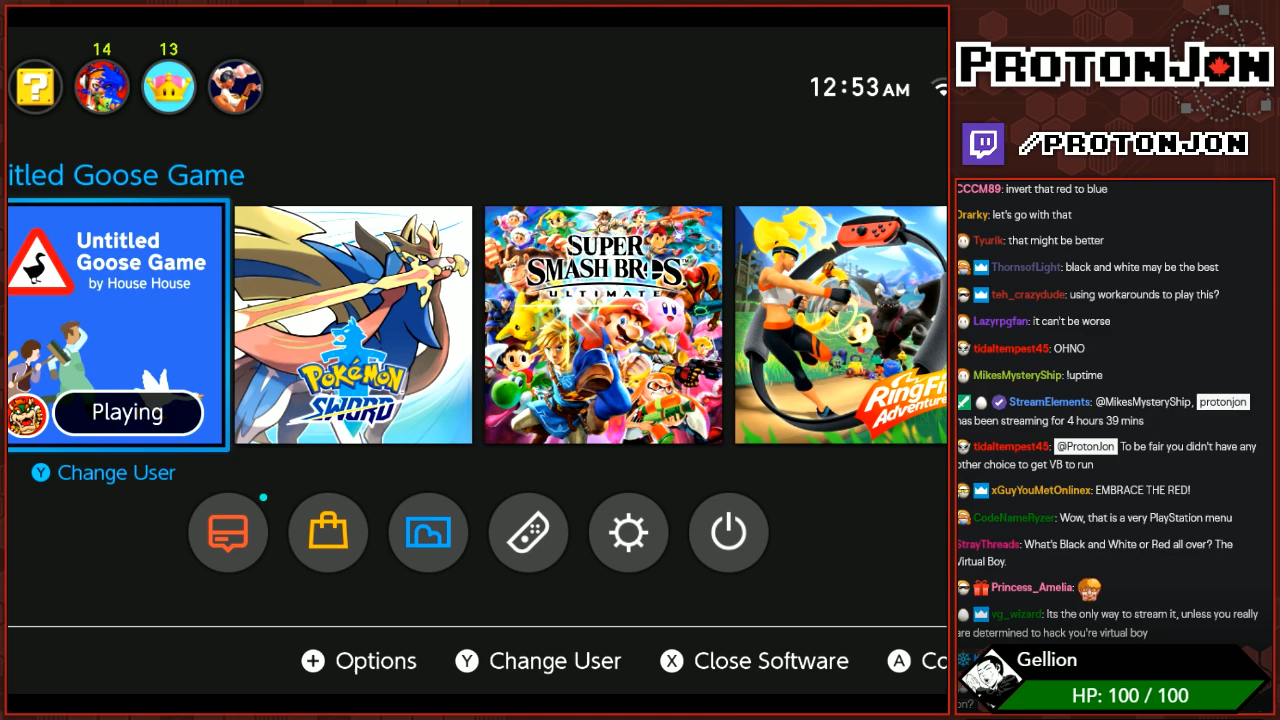 14
13
?
12:53 AM
itled Goose Game
Untitled
Goose Game
by House House
Playing
POKéMON
SWORD
SUPER
SMASH BROS.
ULTIMATE
Ring Fit
Adventure
Y Change User
+ Options
Y Change User
X Close Software
A Co
PROTONJON
/PROTONJON
CCCM89: invert that red to blue
Drarky: let's go with that
Tyurik: that might be better
ThornsofLight: black and white may be the best
teh_crazydude: using workarounds to play this?
Lazyrpgfan: it can't be worse
tidaltempest45: OHNO
MikesMysteryShip: !uptime
StreamElements: @MikesMysteryShip, protonjon
has been streaming for 4 hours 39 mins
tidaltempest45: @ProtonJon To be fair you didn't have any
other choice to get VB to run
xGuyYouMetOnlinex: EMBRACE THE RED!
CodeNameRyzer: Wow, that is a very PlayStation menu
StrayThreads: What's Black and White or Red all over? The
Virtual Boy.
Princess_Amelia:
vg_wizard: Its the only way to stream it, unless you really
are determined to hack you're virtual boy
Gellion
HP: 100 / 100